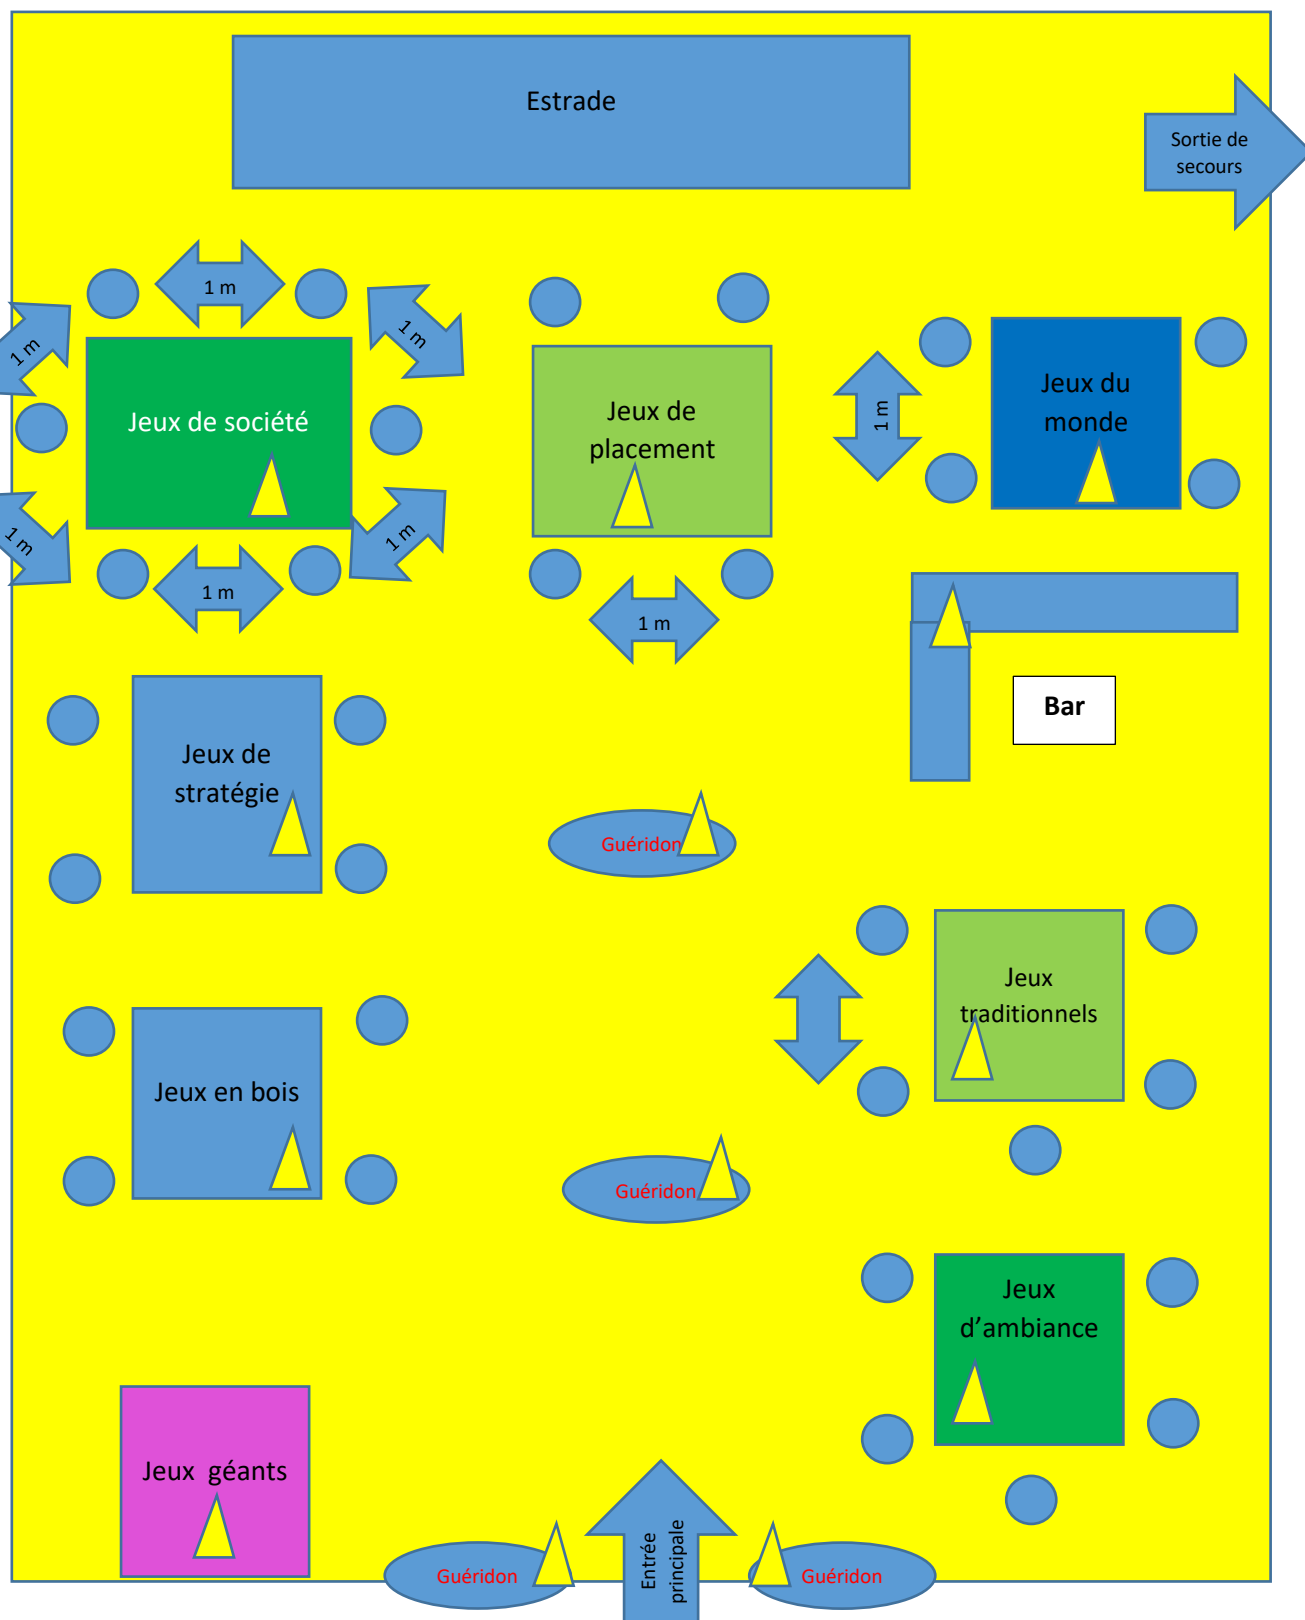 Estrade
Sortie de
secours
1 m
1 m
1 m
Jeux de société
Jeux de
placement
Jeux du
monde
1 m
1 m
1 m
1 m
1 m
Bar
Jeux de
stratégie
Guéridon
Jeux
traditionnels
Jeux en bois
Guéridon
Jeux
d’ambiance
Jeux  géants
Entrée
principale
Guéridon
Guéridon